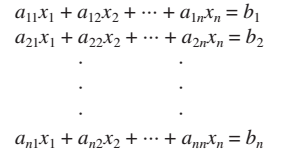 a₁₁x₁ + a₁₂x₂ + ··· + a₁ₙxₙ = b₁
a₂₁x₁ + a₂₂x₂ + ··· + a₂ₙxₙ = b₂
. .
. .
. .
aₙ₁x₁ + aₙ₂x₂ + ··· + aₙₙxₙ = bₙ